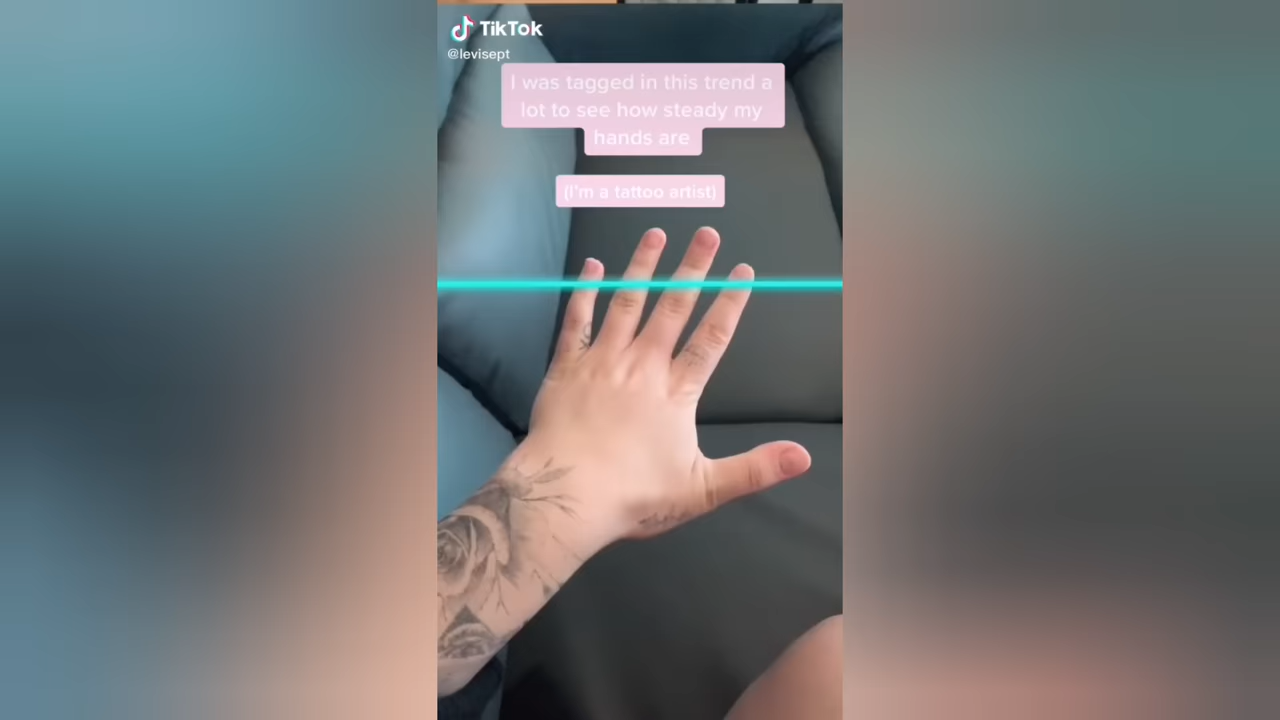 TikTok
@levisept
I was tagged in this trend a
lot to see how steady my
hands are
(I'm a tattoo artist)